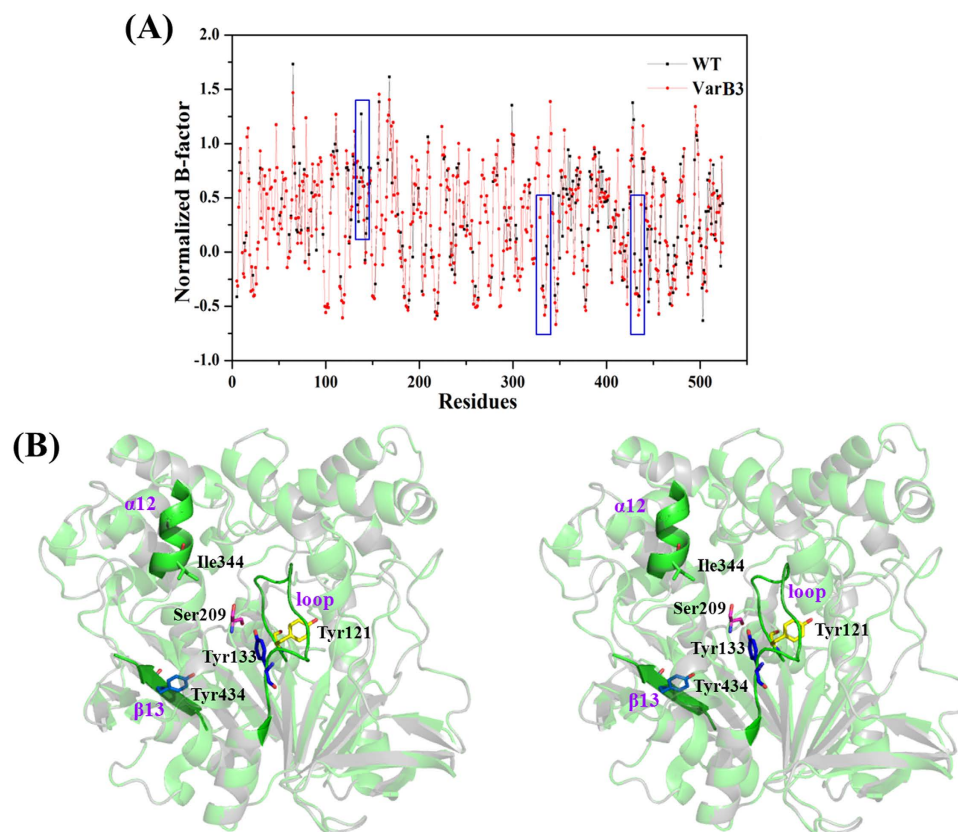 (A)
Normalized B-factor
2.0
1.5
1.0
0.5
0.0
-0.5
-1.0
0
100
200
300
400
500
Residues
WT
VarB3
(B)
α12
Ile344
loop
Ser209
Tyr121
Tyr133
Tyr434
β13
α12
Ile344
loop
Ser209
Tyr121
Tyr133
Tyr434
β13